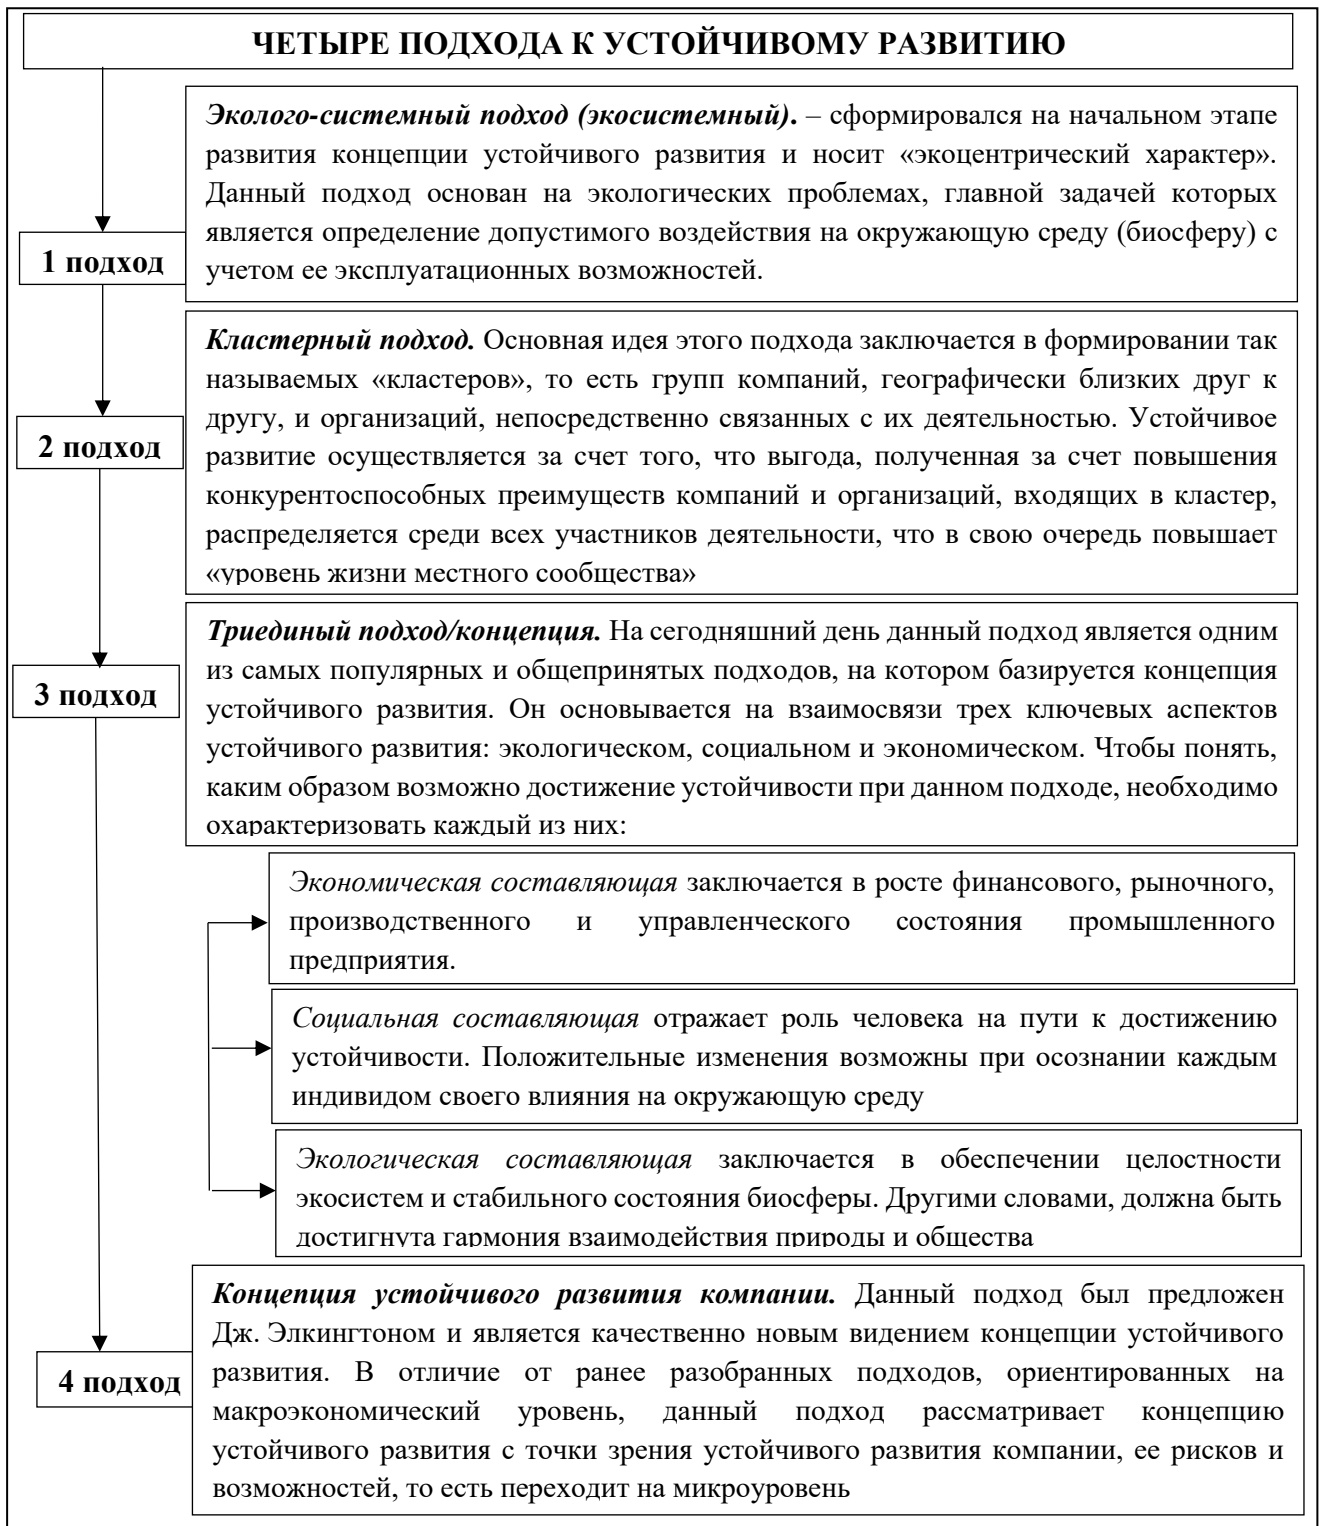 ЧЕТЫРЕ ПОДХОДА К УСТОЙЧИВОМУ РАЗВИТИЮ
1 подход
Эколого-системный подход (экосистемный). – сформировался на начальном этапе
развития концепции устойчивого развития и носит «экоцентрический характер».
Данный подход основан на экологических проблемах, главной задачей которых
является определение допустимого воздействия на окружающую среду (биосферу) с
учетом ее эксплуатационных возможностей.
2 подход
Кластерный подход. Основная идея этого подхода заключается в формировании так
называемых «кластеров», то есть групп компаний, географически близких друг к
другу, и организаций, непосредственно связанных с их деятельностью. Устойчивое
развитие осуществляется за счет того, что выгода, полученная за счет повышения
конкурентоспособных преимуществ компаний и организаций, входящих в кластер,
распределяется среди всех участников деятельности, что в свою очередь повышает
«уровень жизни местного сообщества»
3 подход
Триединый подход/концепция. На сегодняшний день данный подход является одним
из самых популярных и общепринятых подходов, на котором базируется концепция
устойчивого развития. Он основывается на взаимосвязи трех ключевых аспектов
устойчивого развития: экологическом, социальном и экономическом. Чтобы понять,
каким образом возможно достижение устойчивости при данном подходе, необходимо
охарактеризовать каждый из них:
Экономическая составляющая заключается в росте финансового, рыночного,
производственного и управленческого состояния промышленного
предприятия.
Социальная составляющая отражает роль человека на пути к достижению
устойчивости. Положительные изменения возможны при осознании каждым
индивидом своего влияния на окружающую среду
Экологическая составляющая заключается в обеспечении целостности
экосистем и стабильного состояния биосферы. Другими словами, должна быть
достигнута гармония взаимодействия природы и общества
4 подход
Концепция устойчивого развития компании. Данный подход был предложен
Дж. Элкингтоном и является качественно новым видением концепции устойчивого
развития. В отличие от ранее разобранных подходов, ориентированных на
макроэкономический уровень, данный подход рассматривает концепцию
устойчивого развития с точки зрения устойчивого развития компании, ее рисков и
возможностей, то есть переходит на микроуровень